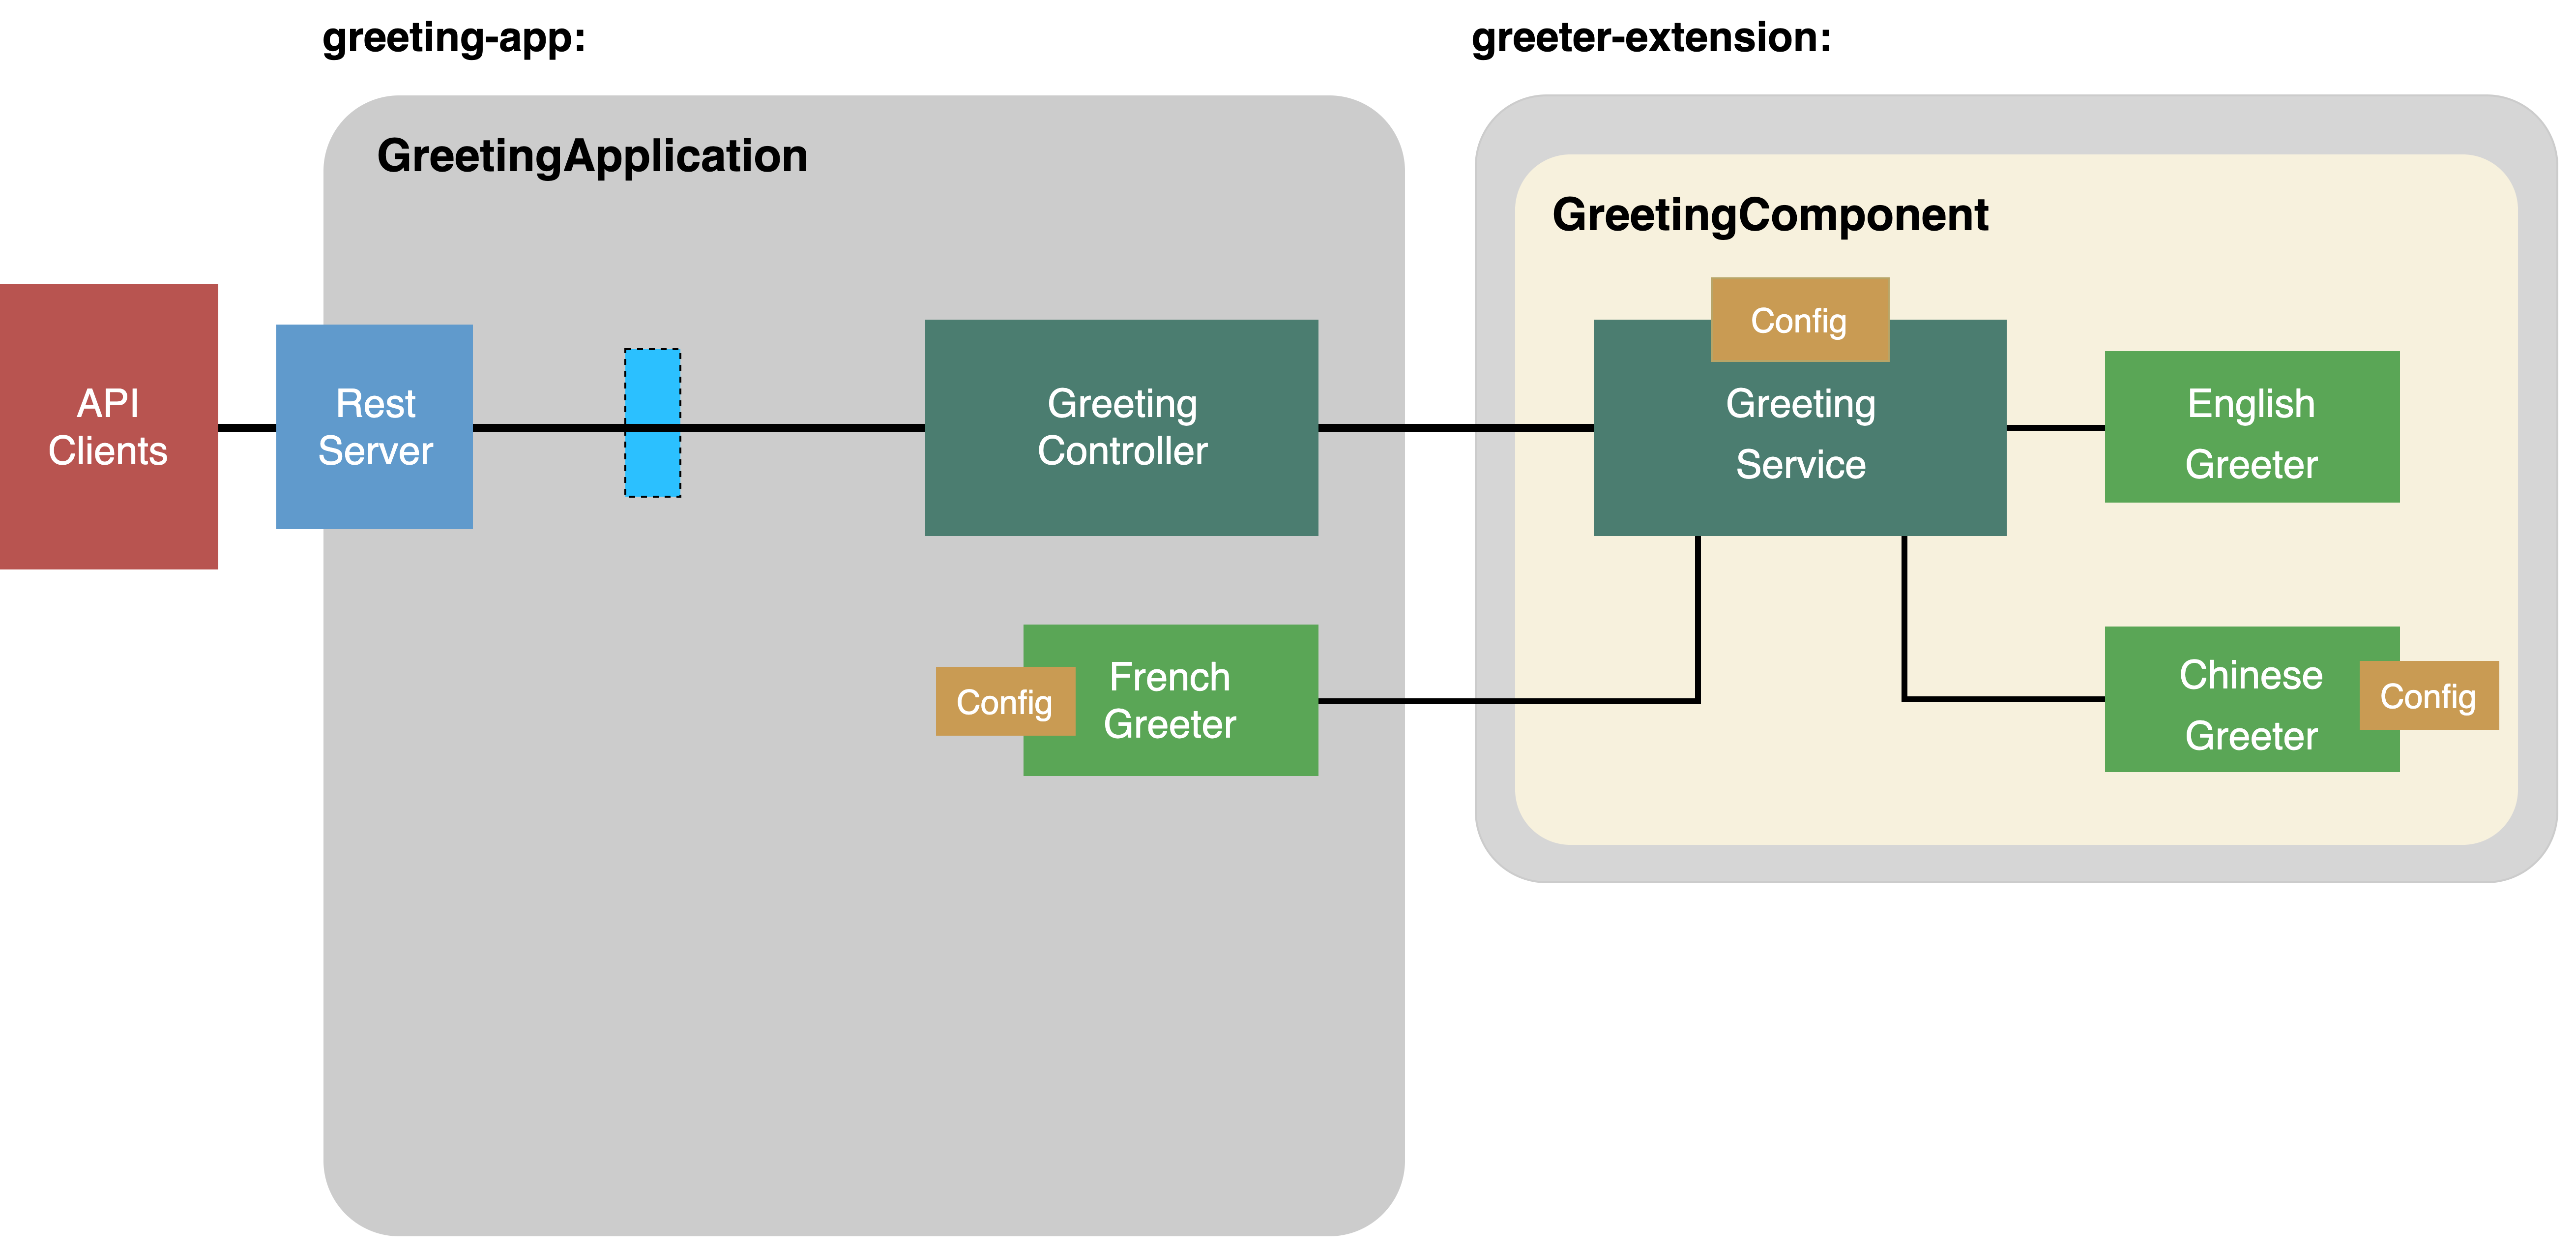 greeting-app:
greeter-extension:
GreetingApplication
GreetingComponent
API
Clients
Rest
Server
Greeting
Controller
Config
Greeting
Service
English
Greeter
Config
French
Greeter
Chinese
Greeter
Config